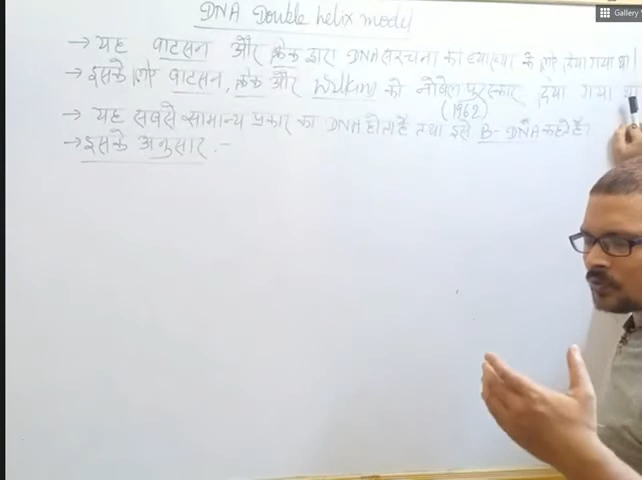 DNA Double helix model
→ यह वाटसन और क्रिक द्वारा DNA संरचना की व्याख्या के लिए दिया गया था।
→ इसके लिए वाटसन, क्रिक और Wilkins को नोबेल पुरस्कार दिया गया था
(1962)
→ यह सबसे सामान्य प्रकार का DNA होता है तथा इसे B-DNA कहते है।
→ इसके अनुसार :-
Gallery